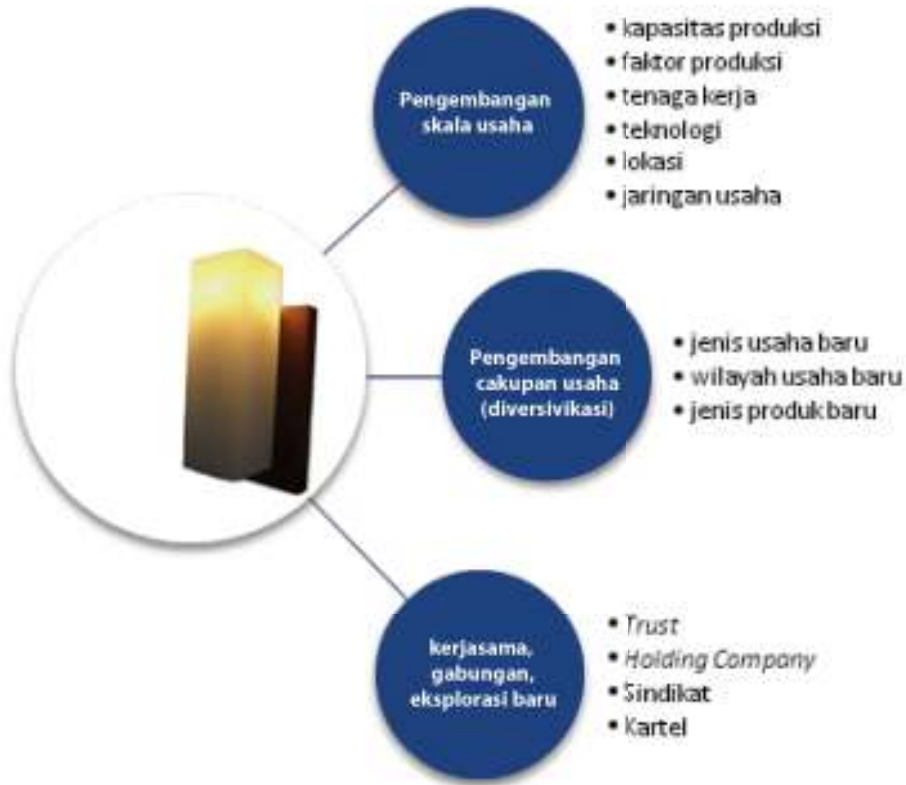 Pengembangan
skala usaha
• kapasitas produksi
• faktor produksi
• tenaga kerja
• teknologi
• lokasi
• jaringan usaha
Pengembangan
cakupan usaha
(diversivikasi)
• jenis usaha baru
• wilayah usaha baru
• jenis produk baru
kerjasama,
gabungan,
eksplorasi baru
• Trust
• Holding Company
• Sindikat
• Kartel